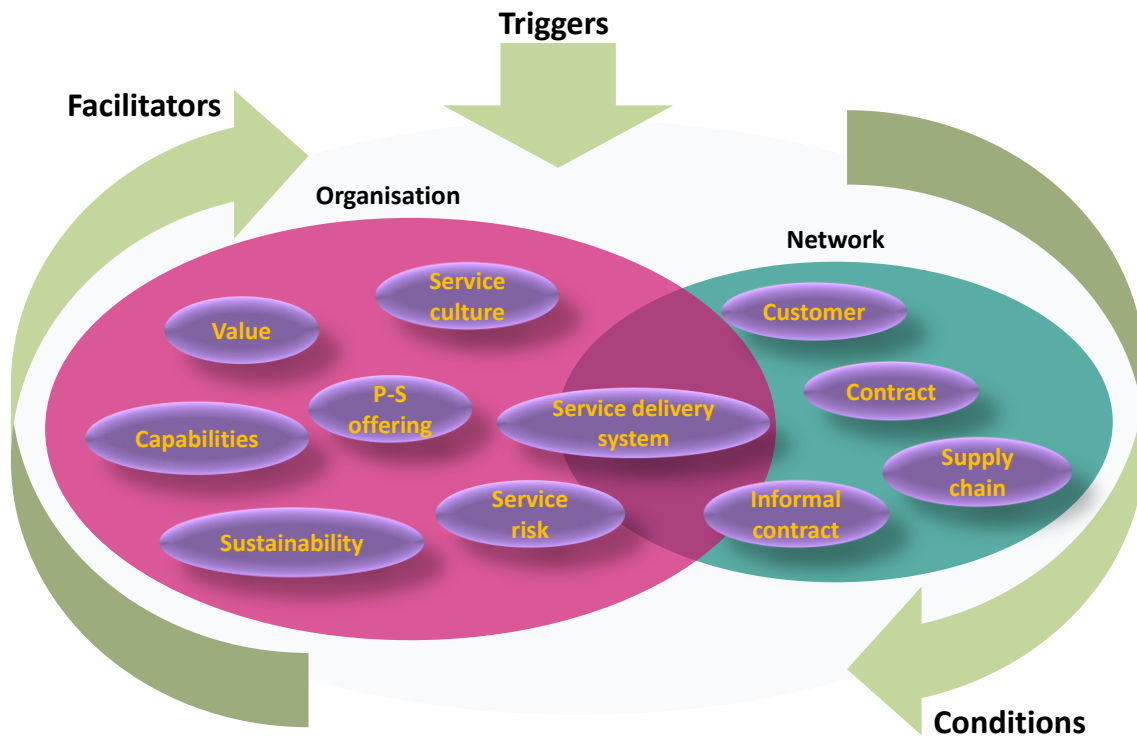 Triggers
Facilitators
Organisation
Network
Service
culture
Customer
Value
P-S
offering
Contract
Service delivery
system
Capabilities
Supply
chain
Service
risk
Informal
contract
Sustainability
Conditions